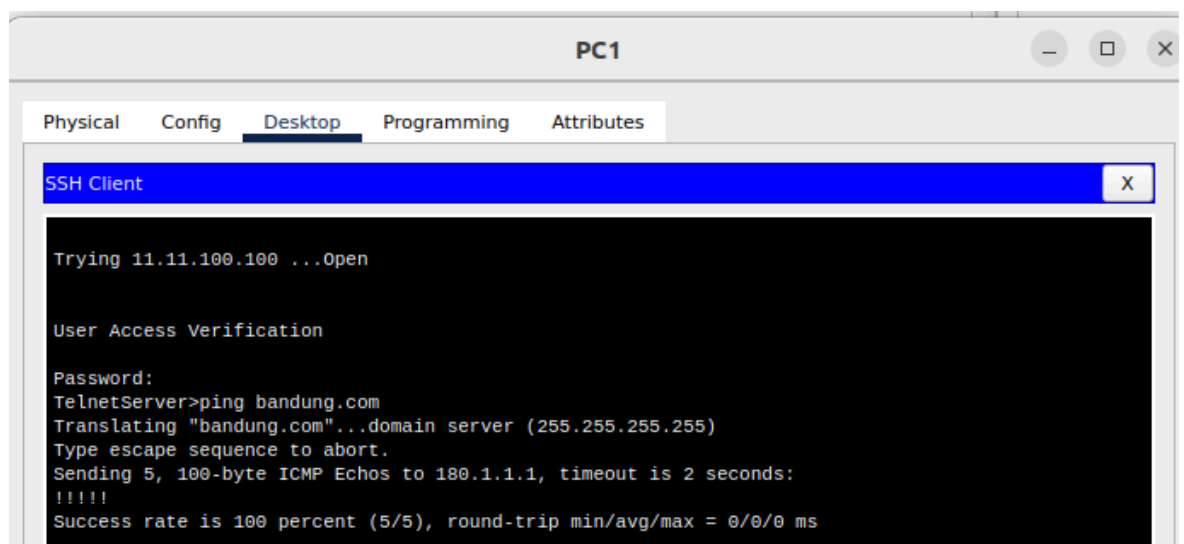 PC1
Physical Config Desktop Programming Attributes
SSH Client X
Trying 11.11.100.100 ...Open
User Access Verification
Password:
TelnetServer>ping bandung.com
Translating "bandung.com"...domain server (255.255.255.255)
Type escape sequence to abort.
Sending 5, 100-byte ICMP Echos to 180.1.1.1, timeout is 2 seconds:
!!!!!
Success rate is 100 percent (5/5), round-trip min/avg/max = 0/0/0 ms